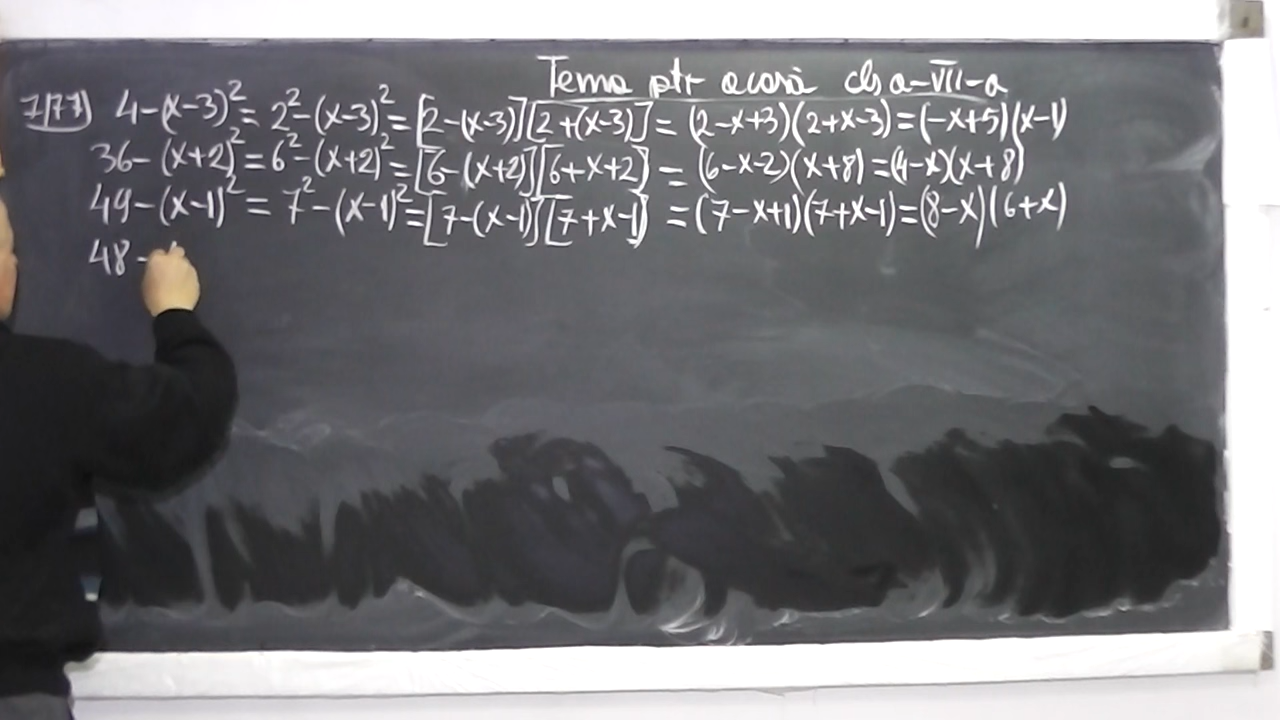 Tema ptr acasă cls a-VII-a
7/77) 4-(x-3)²= 2²-(x-3)²=[2-(x-3)][2+(x-3)] = (2-x+3)(2+x-3)=(-x+5)(x-1)
36-(x+2)²=6²-(x+2)²=[6-(x+2)][6+x+2] = (6-x-2)(x+8)=(4-x)(x+8)
49-(x-1)² = 7²-(x-1)²=[7-(x-1)][7+x-1] = (7-x+1)(7+x-1)=(8-x)(6+x)
48-